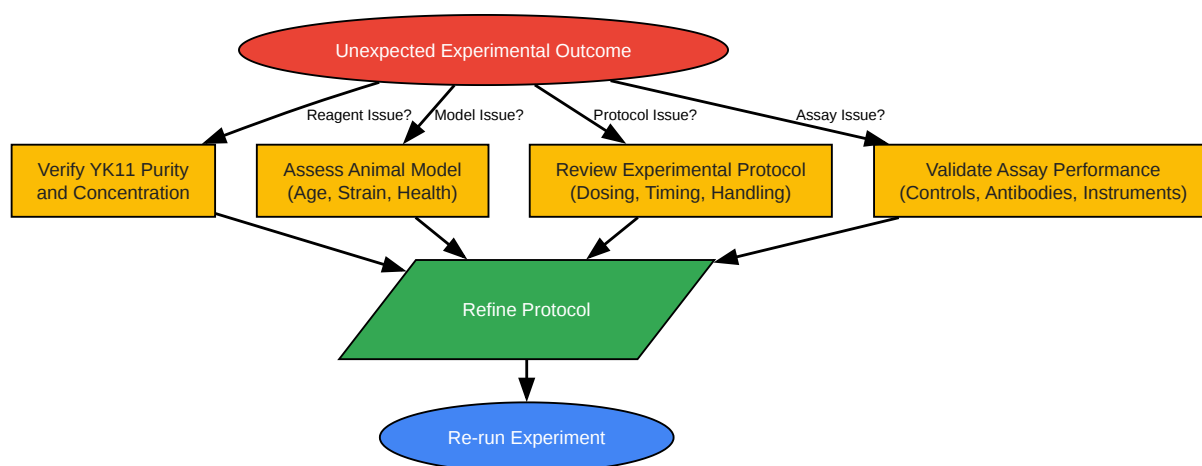 Unexpected Experimental Outcome
Reagent Issue?
Model Issue?
Protocol Issue?
Assay Issue?
Verify YK11 Purity
and Concentration
Assess Animal Model
(Age, Strain, Health)
Review Experimental Protocol
(Dosing, Timing, Handling)
Validate Assay Performance
(Controls, Antibodies, Instruments)
Refine Protocol
Re-run Experiment